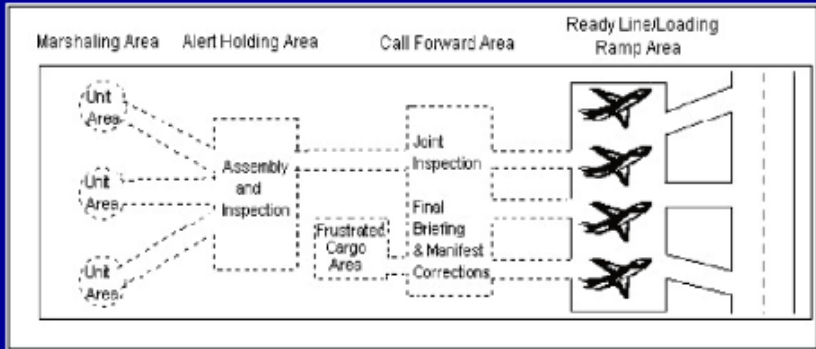 Marshaling Area
Alert Holding Area
Call Forward Area
Ready Line/Loading
Ramp Area
Unit
Area
Unit
Area
Unit
Area
Assembly
and
Inspection
Frustrated
Cargo
Area
Joint
Inspection
Final
Briefing
& Manifest
Corrections